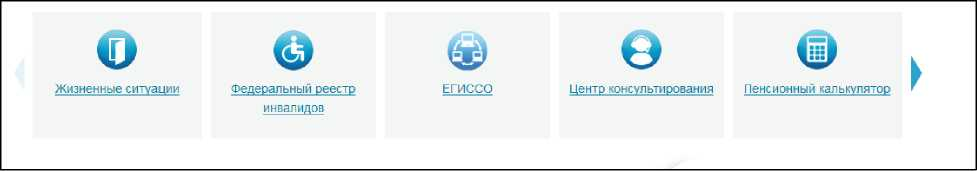 Жизненные ситуации
Федеральный реестр
инвалидов
ЕГИССО
Центр консультирования
Пенсионный калькулятор